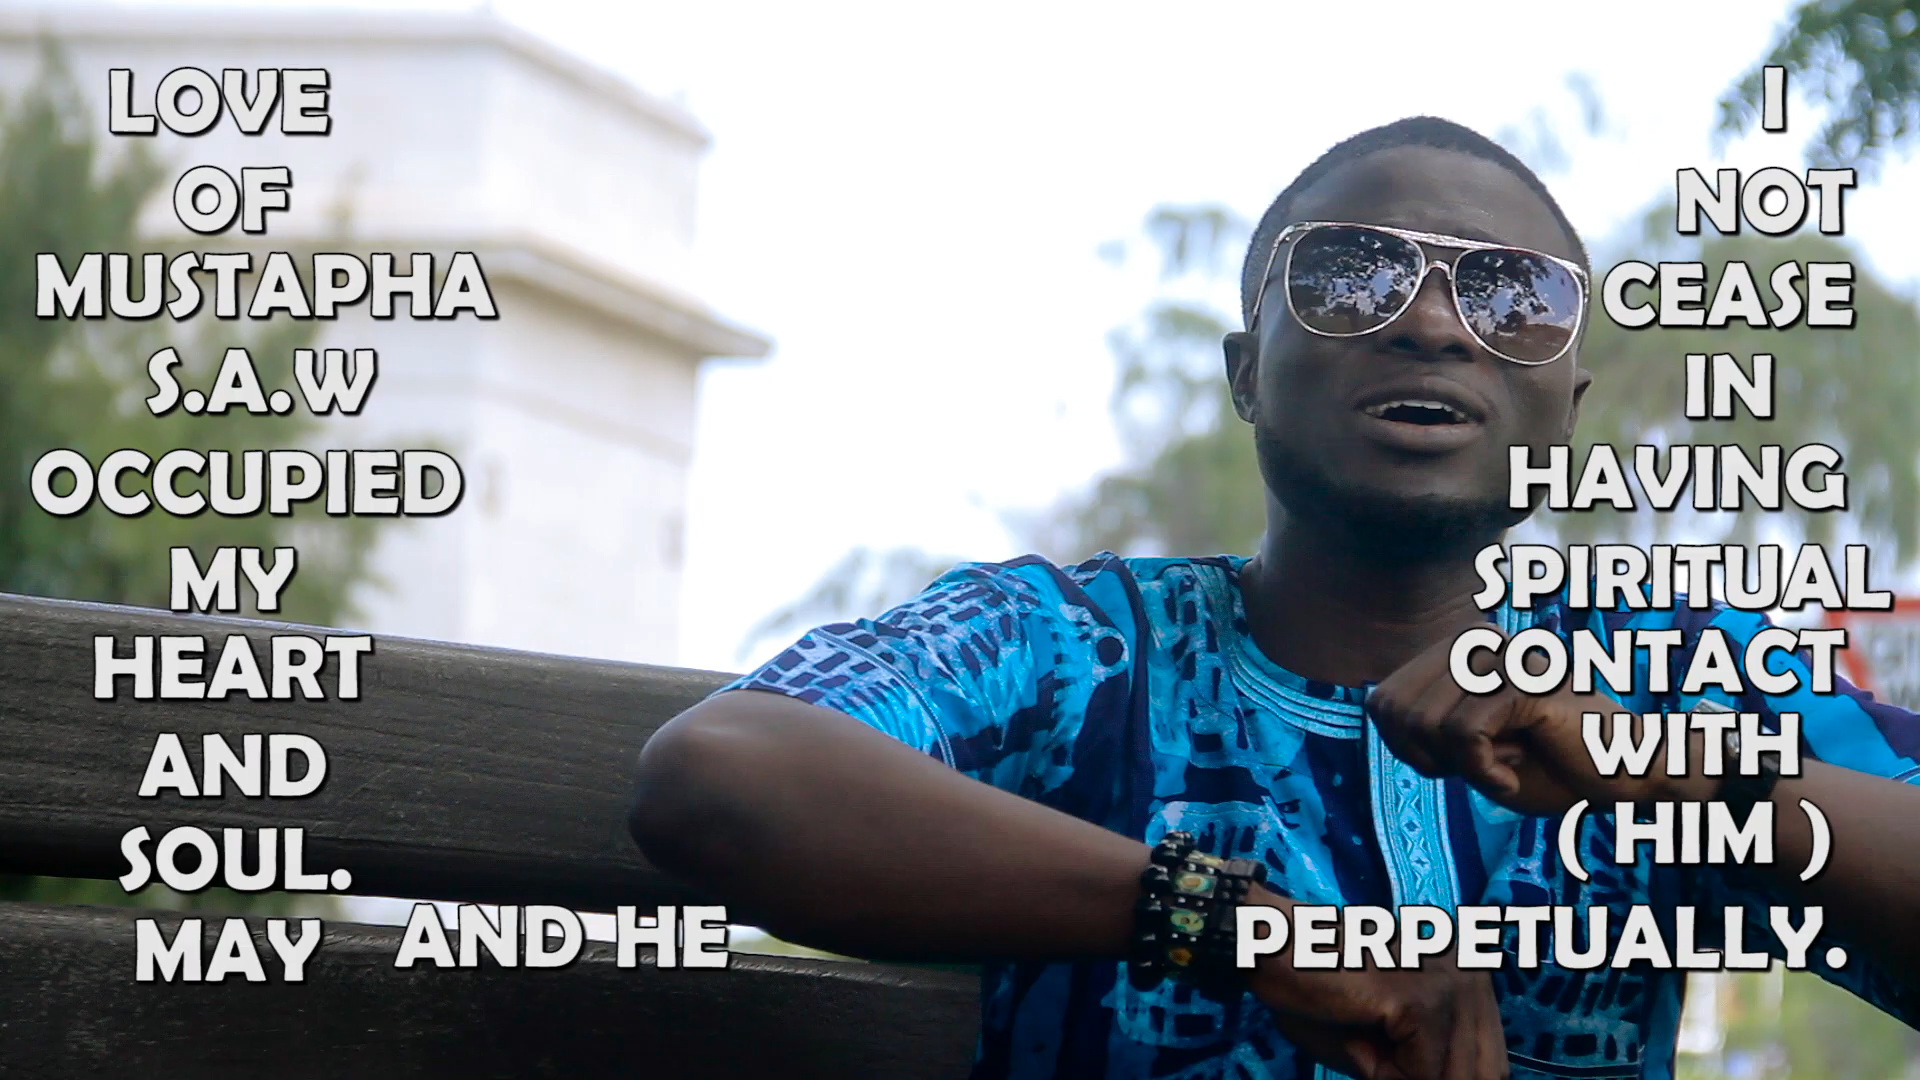 LOVE
OF
MUSTAPHA
S.A.W
OCCUPIED
MY
HEART
AND
SOUL.
MAY
I
NOT
CEASE
IN
HAVING
SPIRITUAL
CONTACT
WITH
( HIM )
AND HE
PERPETUALLY.